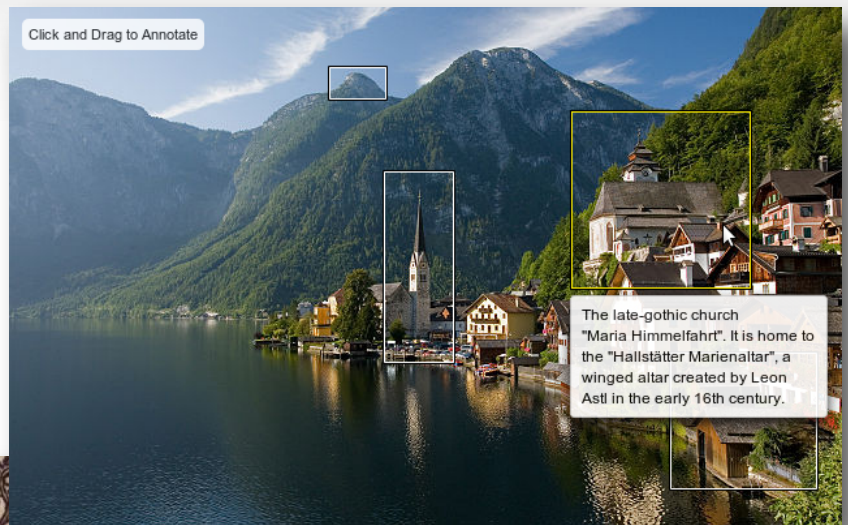 Click and Drag to Annotate
The late-gothic church
"Maria Himmelfahrt". It is home to
the "Hallstätter Marienaltar", a
winged altar created by Leon
Astl in the early 16th century.